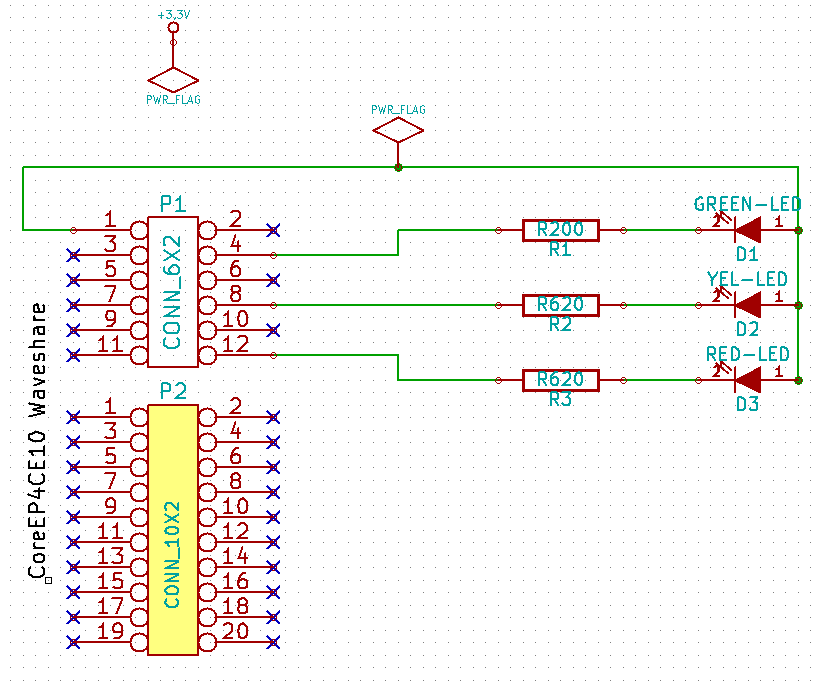 +3.3V
PWR_FLAG
PWR_FLAG
P1
CONN_6X2
1 2
3 4
5 6
7 8
9 10
11 12
GREEN-LED
R200
R1
2 1
D1
YEL-LED
R620
R2
2 1
D2
RED-LED
R620
R3
2 1
D3
CoreEP4CE10 Waveshare
P2
CONN_10X2
1 2
3 4
5 6
7 8
9 10
11 12
13 14
15 16
17 18
19 20